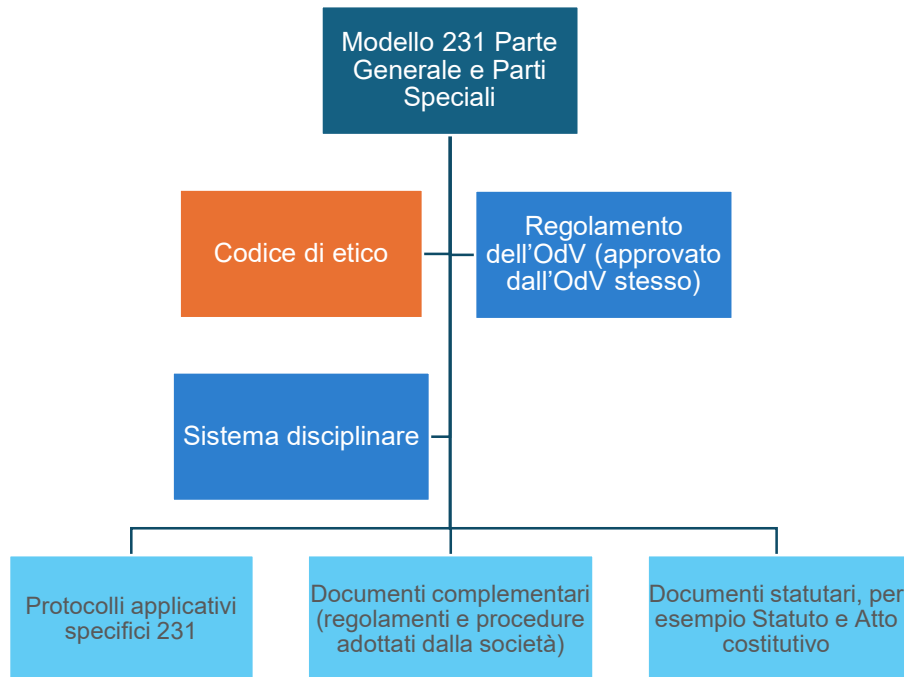 Modello 231 Parte
Generale e Parti
Speciali
Codice di etico
Regolamento
dell'OdV (approvato
dall'OdV stesso)
Sistema disciplinare
Protocolli applicativi
specifici 231
Documenti complementari
(regolamenti e procedure
adottati dalla società)
Documenti statutari, per
esempio Statuto e Atto
costitutivo